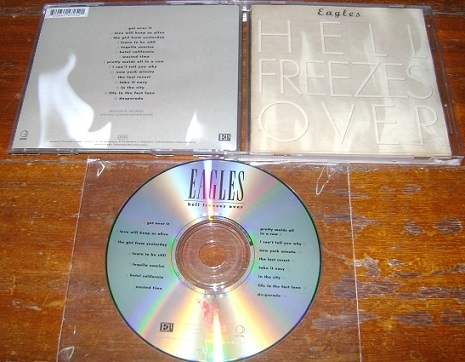 get over it
love will keep us alive
the girl from yesterday
learn to be still
tequila sunrise
hotel california
wasted time
pretty maids all in a row
I can't tell you why
new york minute
the last resort
take it easy
in the city
life in the fast lane
desperado
Eagles
HELL
FREEZES
OVER
EAGLES
hell freezes over
get over it
love will keep us alive
the girl from yesterday
learn to be still
tequila sunrise
hotel california
wasted time
pretty maids all
in a row
I can't tell you why
new york minute
the last resort
take it easy
in the city
life in the fast lane
desperado